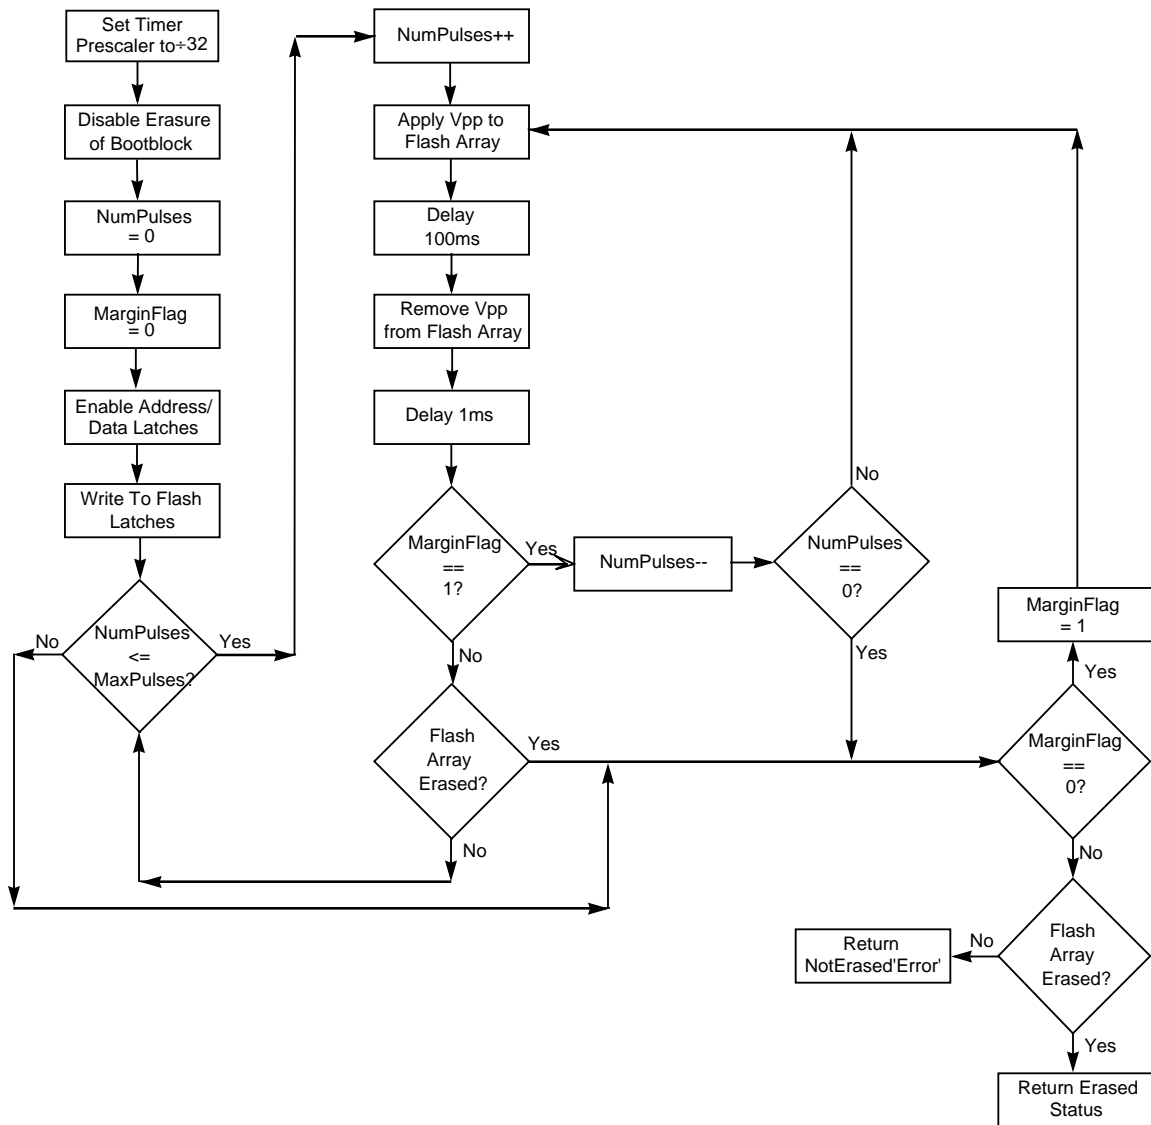 Set Timer
Prescaler to÷32
Disable Erasure
of Bootblock
NumPulses
= 0
MarginFlag
= 0
Enable Address/
Data Latches
Write To Flash
Latches
NumPulses
<=
MaxPulses?
No
Yes
NumPulses++
Apply Vpp to
Flash Array
Delay
100ms
Remove Vpp
from Flash Array
Delay 1ms
MarginFlag
==
1?
Yes
No
NumPulses--
NumPulses
==
0?
No
Yes
Flash
Array
Erased?
Yes
No
MarginFlag
= 1
Yes
MarginFlag
==
0?
No
Flash
Array
Erased?
No
Return
NotErased'Error'
Yes
Return Erased
Status